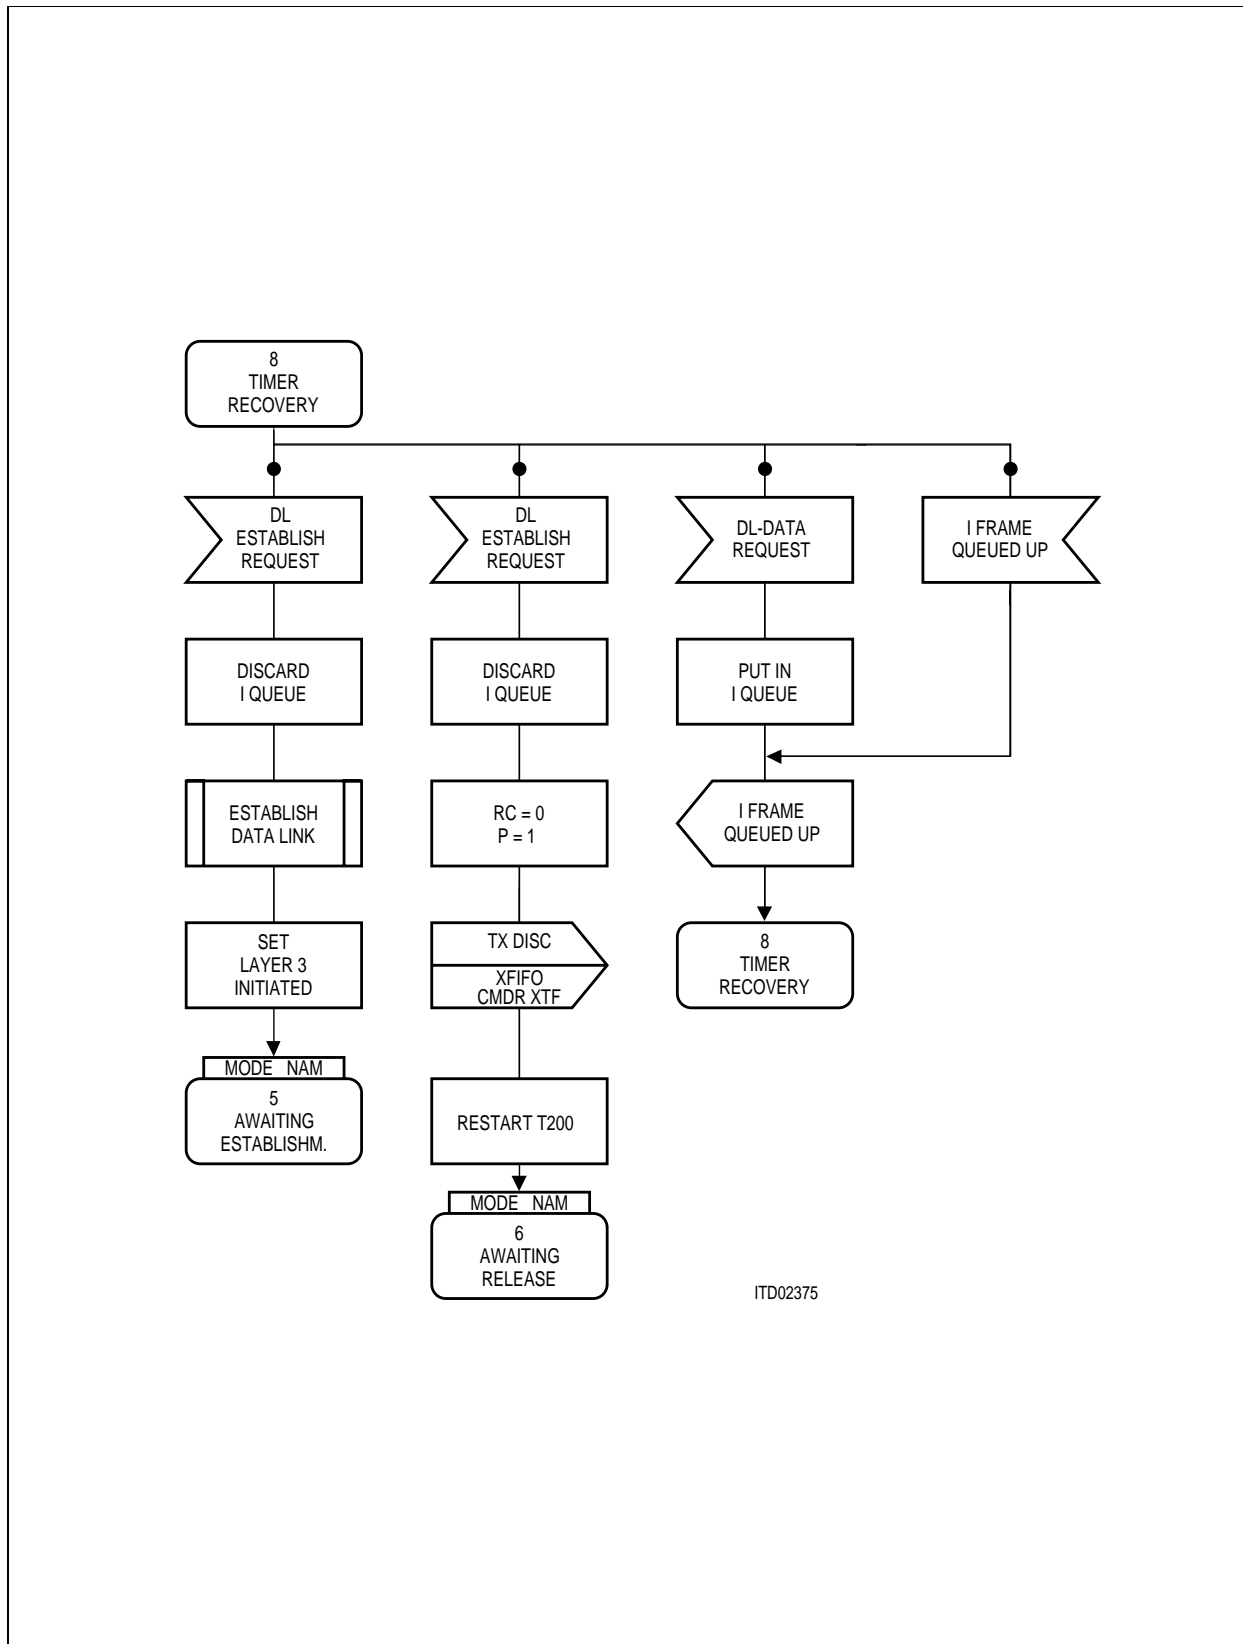 8
TIMER
RECOVERY
DL
ESTABLISH
REQUEST
DL
ESTABLISH
REQUEST
DL-DATA
REQUEST
I FRAME
QUEUED UP
DISCARD
I QUEUE
DISCARD
I QUEUE
PUT IN
I QUEUE
ESTABLISH
DATA LINK
RC = 0
P = 1
I FRAME
QUEUED UP
SET
LAYER 3
INITIATED
TX DISC
XFIFO
CMDR XTF
8
TIMER
RECOVERY
MODE NAM
5
AWAITING
ESTABLISHM.
RESTART T200
MODE NAM
6
AWAITING
RELEASE
ITD02375